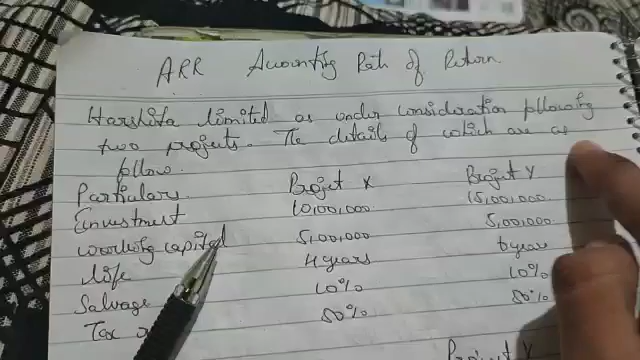 ARR Accounting Rate of Return
Harshita limited as under consideration following
two projects. The details of which are as
follow.
Particulars Project X Project Y
Investment 10,00,000 15,00,000
Working capital 5,00,000 5,00,000
life 4 years 6 years
Salvage 10% 10%
Tax 50% 50%
Project X